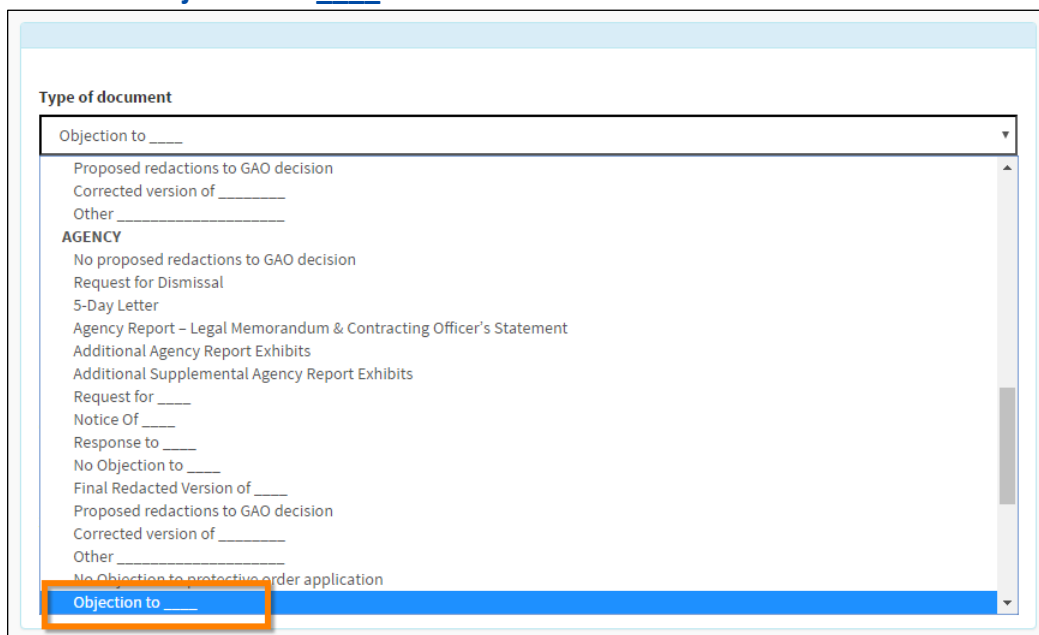 Type of document
Objection to ____
Proposed redactions to GAO decision
Corrected version of ________
Other ____________________
AGENCY
No proposed redactions to GAO decision
Request for Dismissal
5-Day Letter
Agency Report – Legal Memorandum & Contracting Officer's Statement
Additional Agency Report Exhibits
Additional Supplemental Agency Report Exhibits
Request for ____
Notice Of ____
Response to ____
No Objection to ____
Final Redacted Version of ____
Proposed redactions to GAO decision
Corrected version of ________
Other ____________________
No Objection to protective order application
Objection to ____